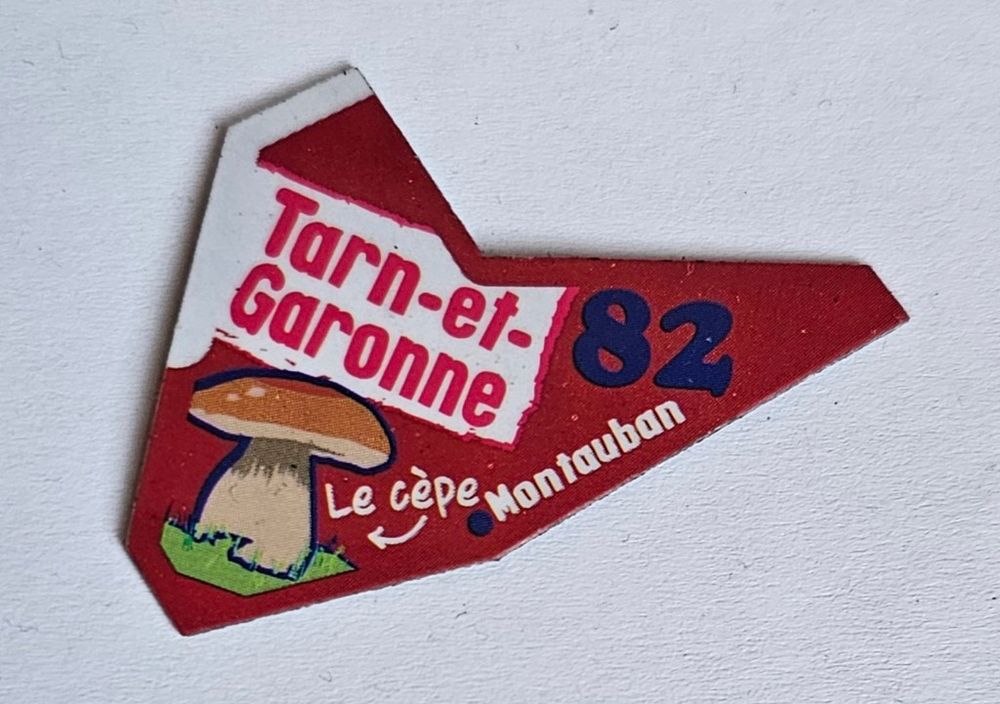 Tarn-et-
Garonne
82
Le cèpe
Montauban